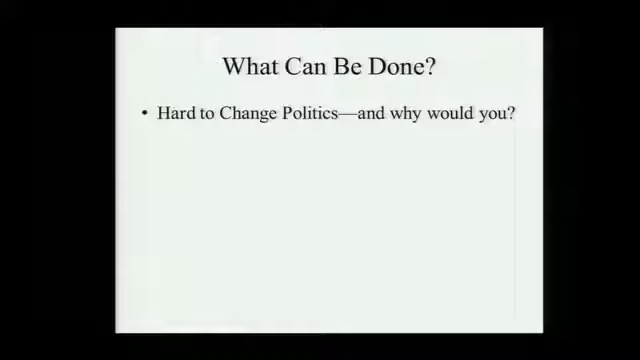 What Can Be Done?
• Hard to Change Politics—and why would you?